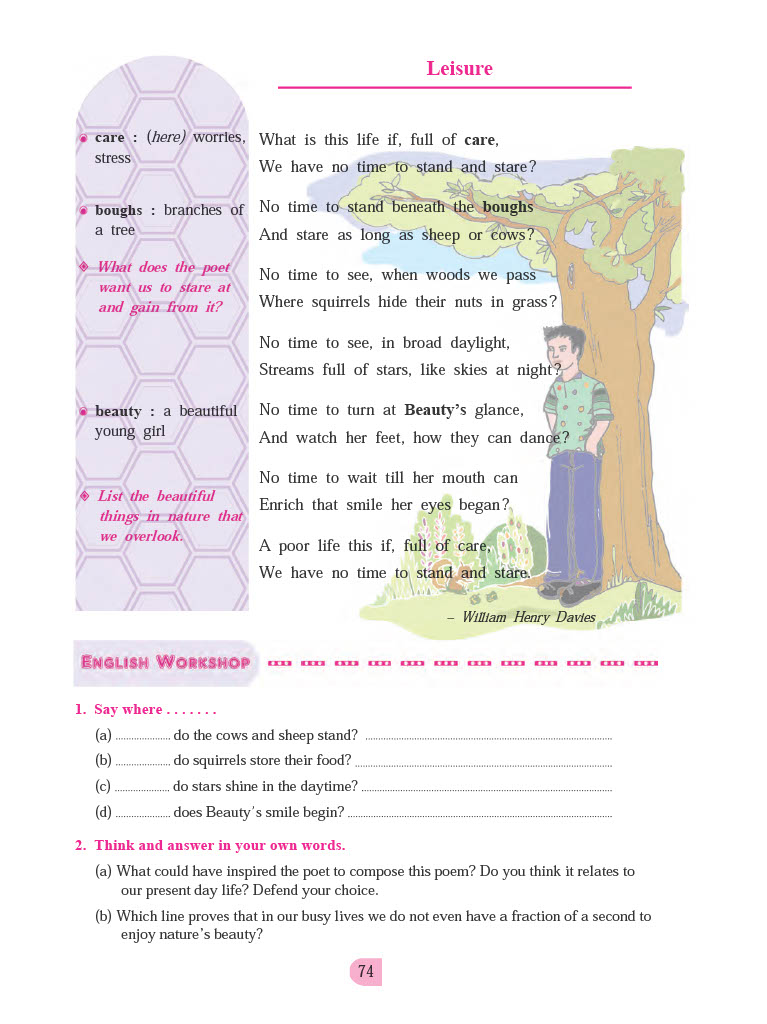 Leisure
care : (here) worries,
stress
boughs : branches of
a tree
What does the poet
want us to stare at
and gain from it?
beauty : a beautiful
young girl
List the beautiful
things in nature that
we overlook.
What is this life if, full of care,
We have no time to stand and stare?
No time to stand beneath the boughs
And stare as long as sheep or cows?
No time to see, when woods we pass
Where squirrels hide their nuts in grass?
No time to see, in broad daylight,
Streams full of stars, like skies at night?
No time to turn at Beauty's glance,
And watch her feet, how they can dance?
No time to wait till her mouth can
Enrich that smile her eyes began?
A poor life this if, full of care,
We have no time to stand and stare.
– William Henry Davies
ENGLISH WORKSHOP
1. Say where . . . . . . .
(a) .................... do the cows and sheep stand? ....................
(b) .................... do squirrels store their food? ....................
(c) .................... do stars shine in the daytime? ....................
(d) .................... does Beauty's smile begin? ....................
2. Think and answer in your own words.
(a) What could have inspired the poet to compose this poem? Do you think it relates to
our present day life? Defend your choice.
(b) Which line proves that in our busy lives we do not even have a fraction of a second to
enjoy nature's beauty?
74